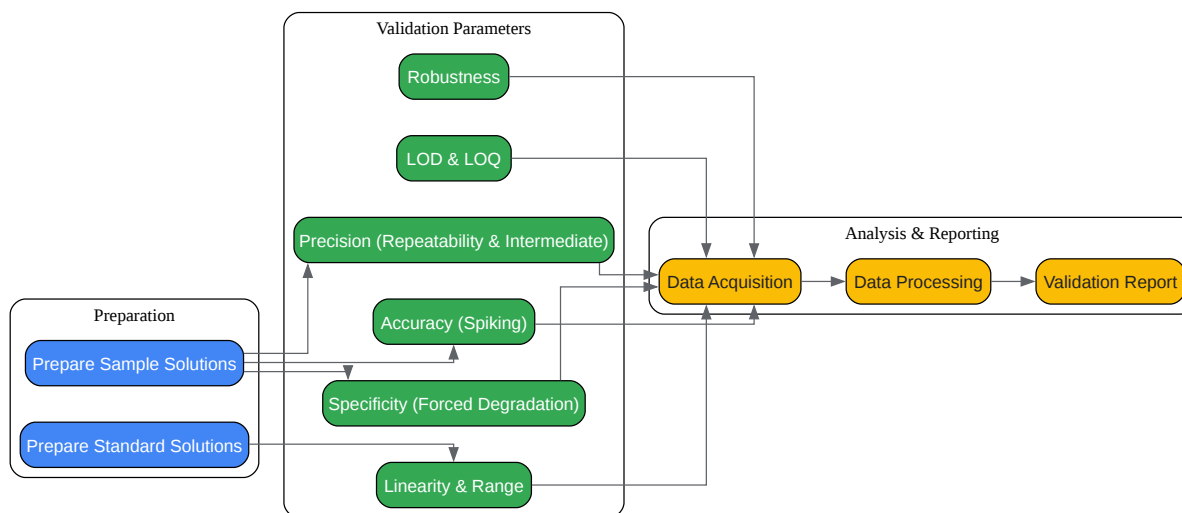 Validation Parameters
Robustness
LOD & LOQ
Precision (Repeatability & Intermediate)
Accuracy (Spiking)
Specificity (Forced Degradation)
Linearity & Range
Preparation
Prepare Sample Solutions
Prepare Standard Solutions
Analysis & Reporting
Data Acquisition
Data Processing
Validation Report